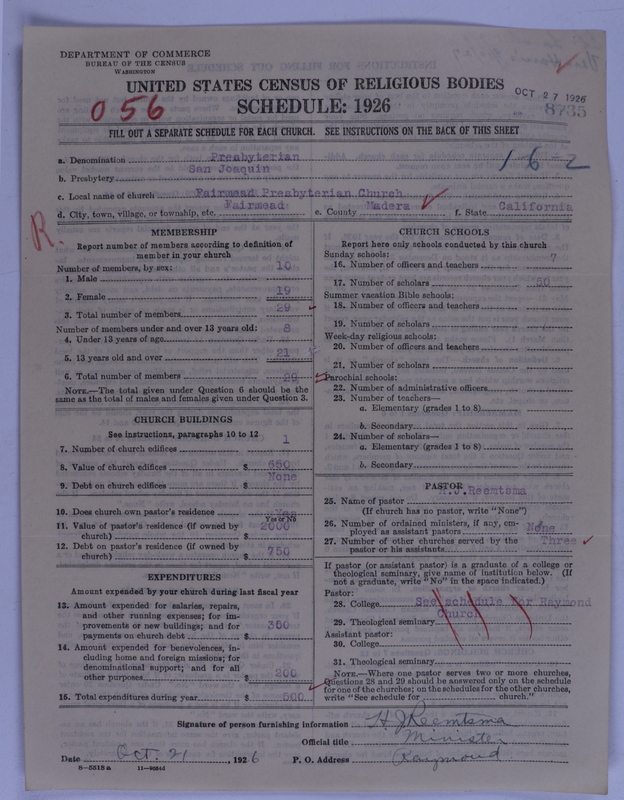 DEPARTMENT OF COMMERCE
BUREAU OF THE CENSUS
WASHINGTON
UNITED STATES CENSUS OF RELIGIOUS BODIES
SCHEDULE: 1926
OCT 27 1926
8735
056
FILL OUT A SEPARATE SCHEDULE FOR EACH CHURCH. SEE INSTRUCTIONS ON THE BACK OF THIS SHEET
a. Denomination Presbyterian
b. Presbytery San Joaquin
162
c. Local name of church Fairmead Presbyterian Church
d. City, town, village, or township, etc. Fairmead e. County Madera f. State California
R.
MEMBERSHIP
Report number of members according to definition of
member in your church
Number of members, by sex:
1. Male 10
2. Female 19
3. Total number of members 29
Number of members under and over 13 years old:
4. Under 13 years of age 8
5. 13 years old and over 21
6. Total number of members 29
NOTE.—The total given under Question 6 should be the
same as the total of males and females given under Question 3.
CHURCH BUILDINGS
See instructions, paragraphs 10 to 12
7. Number of church edifices 1
8. Value of church edifices $ 650
9. Debt on church edifices $ None
10. Does church own pastor's residence Yes
Yes or No
11. Value of pastor's residence (if owned by
church) $ 2000
12. Debt on pastor's residence (if owned by
church) $ 750
EXPENDITURES
Amount expended by your church during last fiscal year
13. Amount expended for salaries, repairs,
and other running expenses; for im-
provements or new buildings; and for
payments on church debt $ 300
14. Amount expended for benevolences, in-
cluding home and foreign missions; for
denominational support; and for all
other purposes $ 200
15. Total expenditures during year $ 500
CHURCH SCHOOLS
Report here only schools conducted by this church
Sunday schools:
16. Number of officers and teachers 7
17. Number of scholars 50
Summer vacation Bible schools:
18. Number of officers and teachers
19. Number of scholars
Week-day religious schools:
20. Number of officers and teachers
21. Number of scholars
Parochial schools:
22. Number of administrative officers
23. Number of teachers—
a. Elementary (grades 1 to 8)
b. Secondary
24. Number of scholars—
a. Elementary (grades 1 to 8)
b. Secondary
PASTOR
25. Name of pastor H.J.Reemtsma
(If church has no pastor, write "None")
26. Number of ordained ministers, if any, em-
ployed as assistant pastors None
27. Number of other churches served by the
pastor or his assistants Three
If pastor (or assistant pastor) is a graduate of a college or
theological seminary, give name of institution below. (If
not a graduate, write "No" in the space indicated.)
Pastor:
28. College See schedule for Raymond
29. Theological seminary Church
Assistant pastor:
30. College
31. Theological seminary
NOTE.—Where one pastor serves two or more churches,
Questions 28 and 29 should be answered only on the schedule
for one of the churches; on the schedules for the other churches,
write "See schedule for church."
Signature of person furnishing information H J Reemtsma
Official title Minister
Date Oct. 21, 1926 P. O. Address Raymond
8-5518a